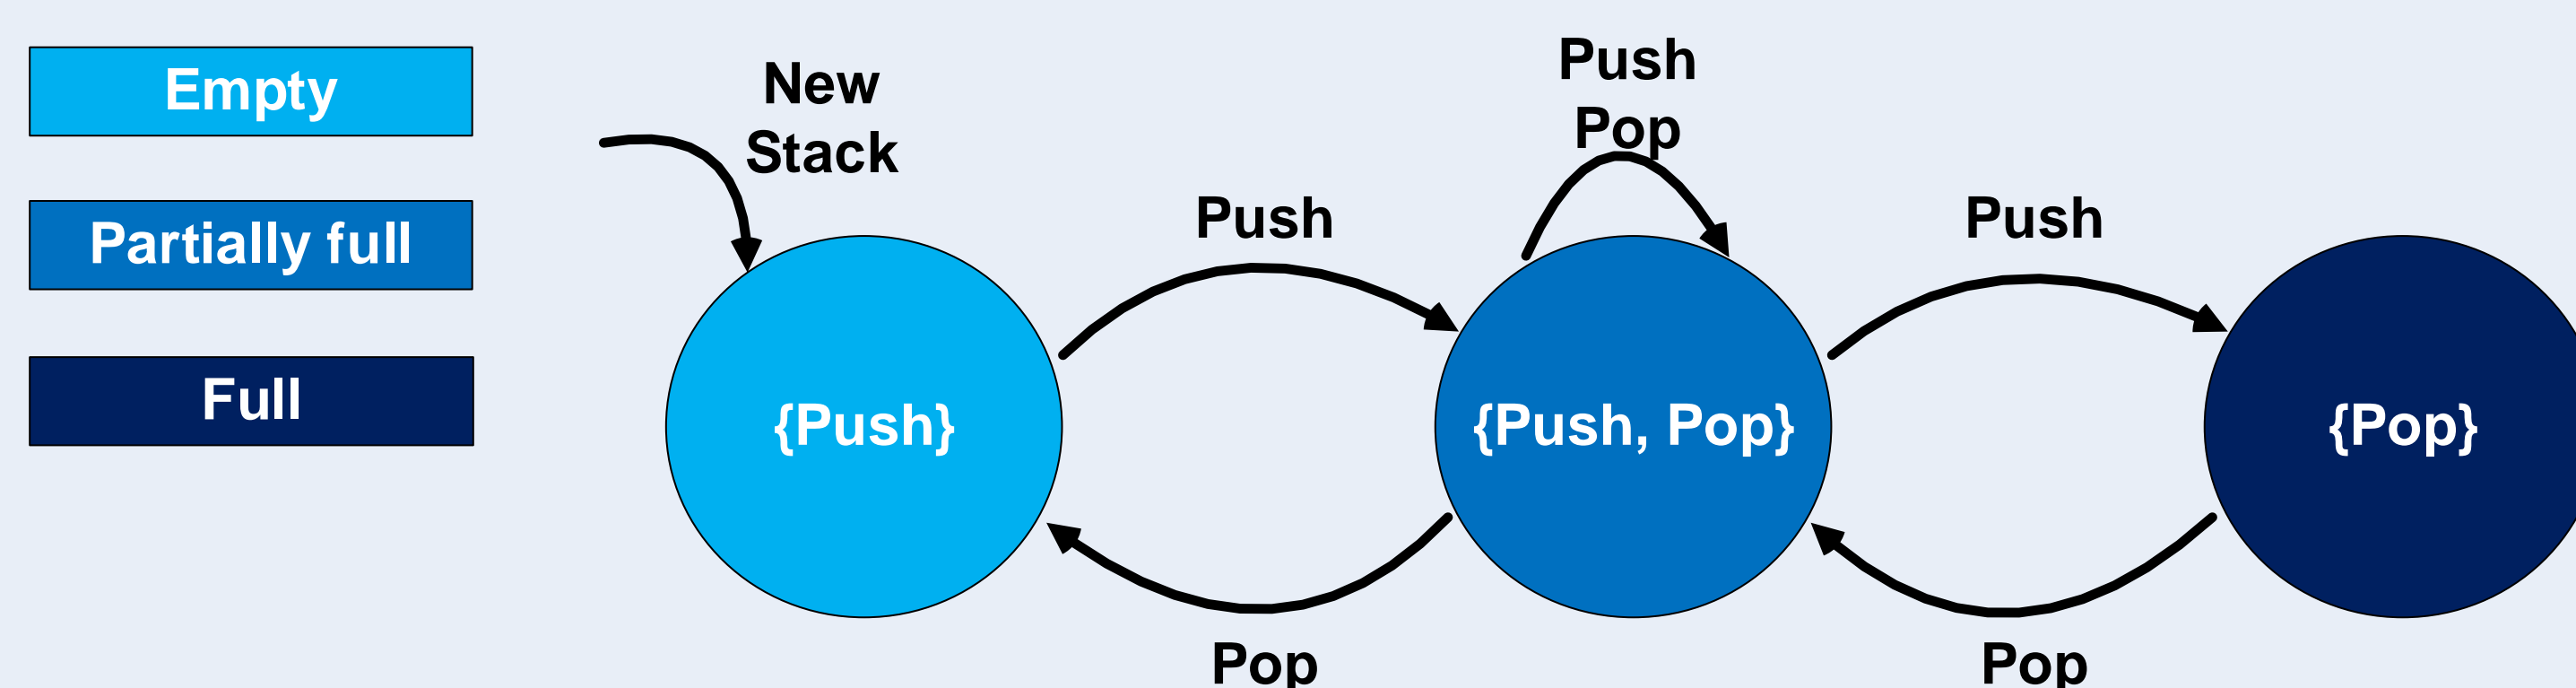 Empty
Partially full
Full
New
Stack
Push
Push
Pop
Push
{Push}
{Push, Pop}
{Pop}
Pop
Pop